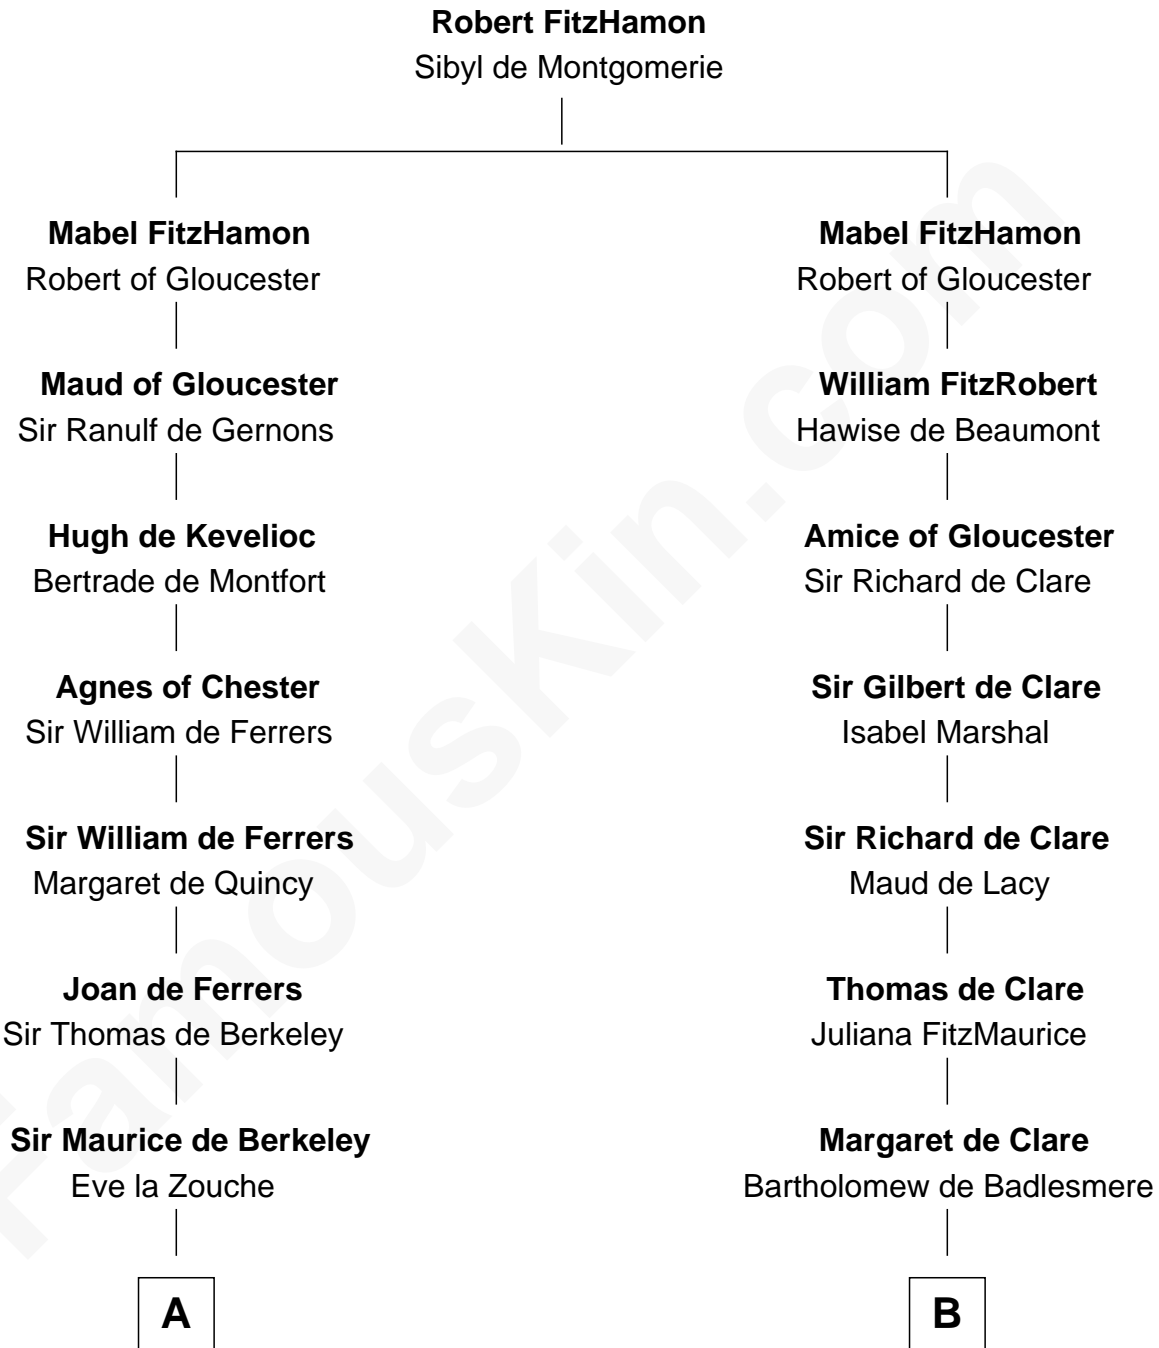 Robert FitzHamon
Sibyl de Montgomerie
Mabel FitzHamon
Robert of Gloucester
Maud of Gloucester
Sir Ranulf de Gernons
Hugh de Kevelioc
Bertrade de Montfort
Agnes of Chester
Sir William de Ferrers
Sir William de Ferrers
Margaret de Quincy
Joan de Ferrers
Sir Thomas de Berkeley
Sir Maurice de Berkeley
Eve la Zouche
A
Mabel FitzHamon
Robert of Gloucester
William FitzRobert
Hawise de Beaumont
Amice of Gloucester
Sir Richard de Clare
Sir Gilbert de Clare
Isabel Marshal
Sir Richard de Clare
Maud de Lacy
Thomas de Clare
Juliana FitzMaurice
Margaret de Clare
Bartholomew de Badlesmere
B
FamousKin.com